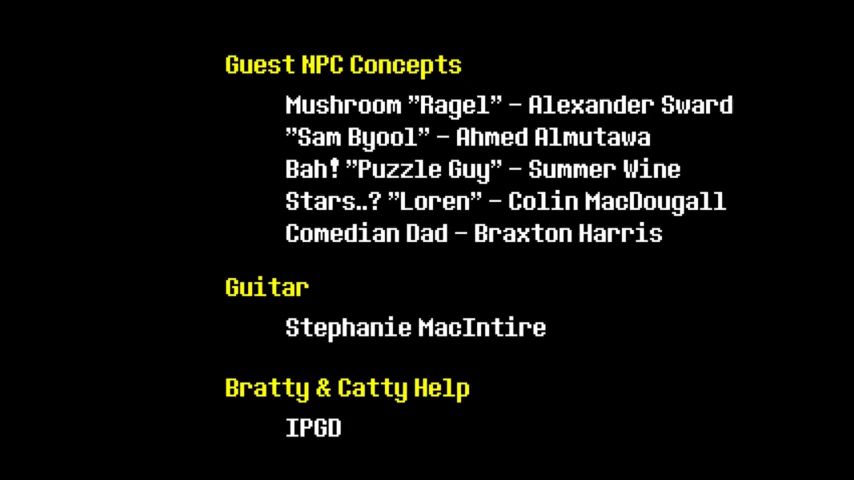 Guest NPC Concepts
Mushroom "Ragel" - Alexander Sward
"Sam Byool" - Ahmed Almutawa
Bah! "Puzzle Guy" - Summer Wine
Stars..? "Loren" - Colin MacDougall
Comedian Dad - Braxton Harris
Guitar
Stephanie MacIntire
Bratty & Catty Help
IPGD